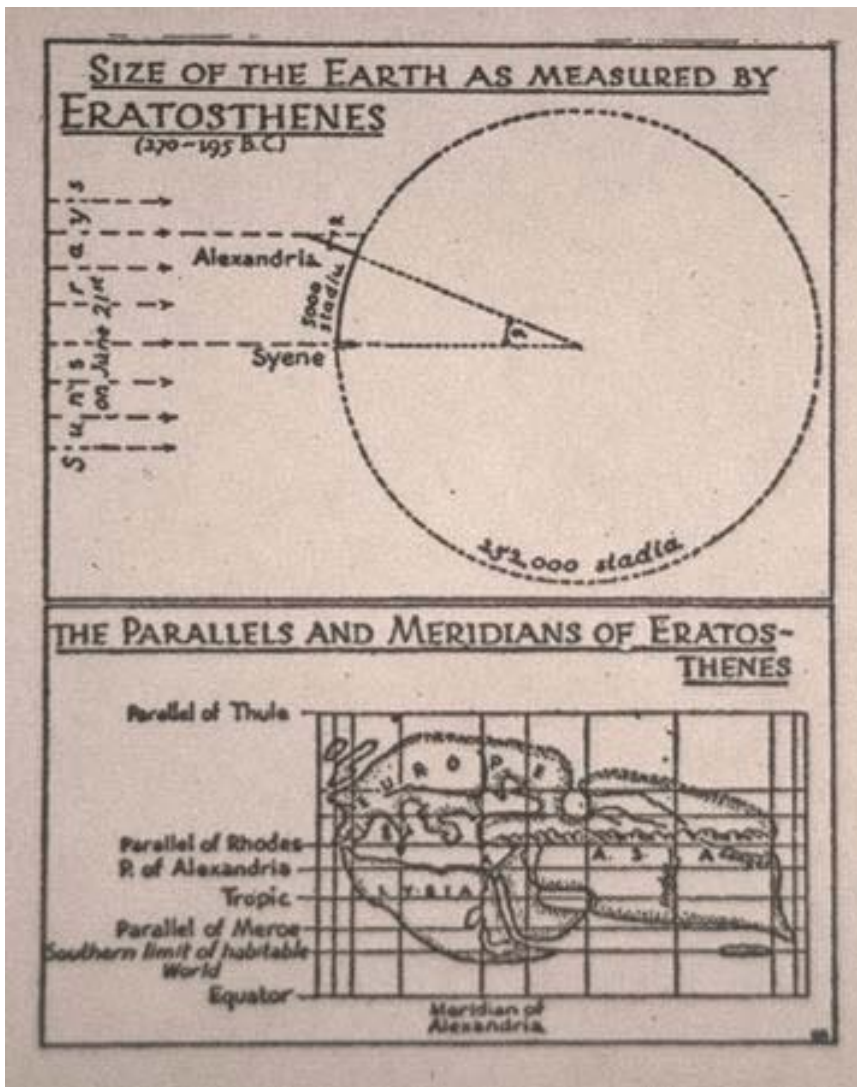 SIZE OF THE EARTH AS MEASURED BY
ERATOSTHENES
(270-195 B.C)
Sun's rays
on June 21st
Alexandria
5000
stadia
Syene
252,000 stadia
THE PARALLELS AND MERIDIANS OF ERATOS-
THENES
Parallel of Thule
EUROPE
Parallel of Rhodes
P. of Alexandria
ASIA
LYBIA
Tropic
Parallel of Meroe
Southern limit of habitable
World
Equator
Meridian of
Alexandria